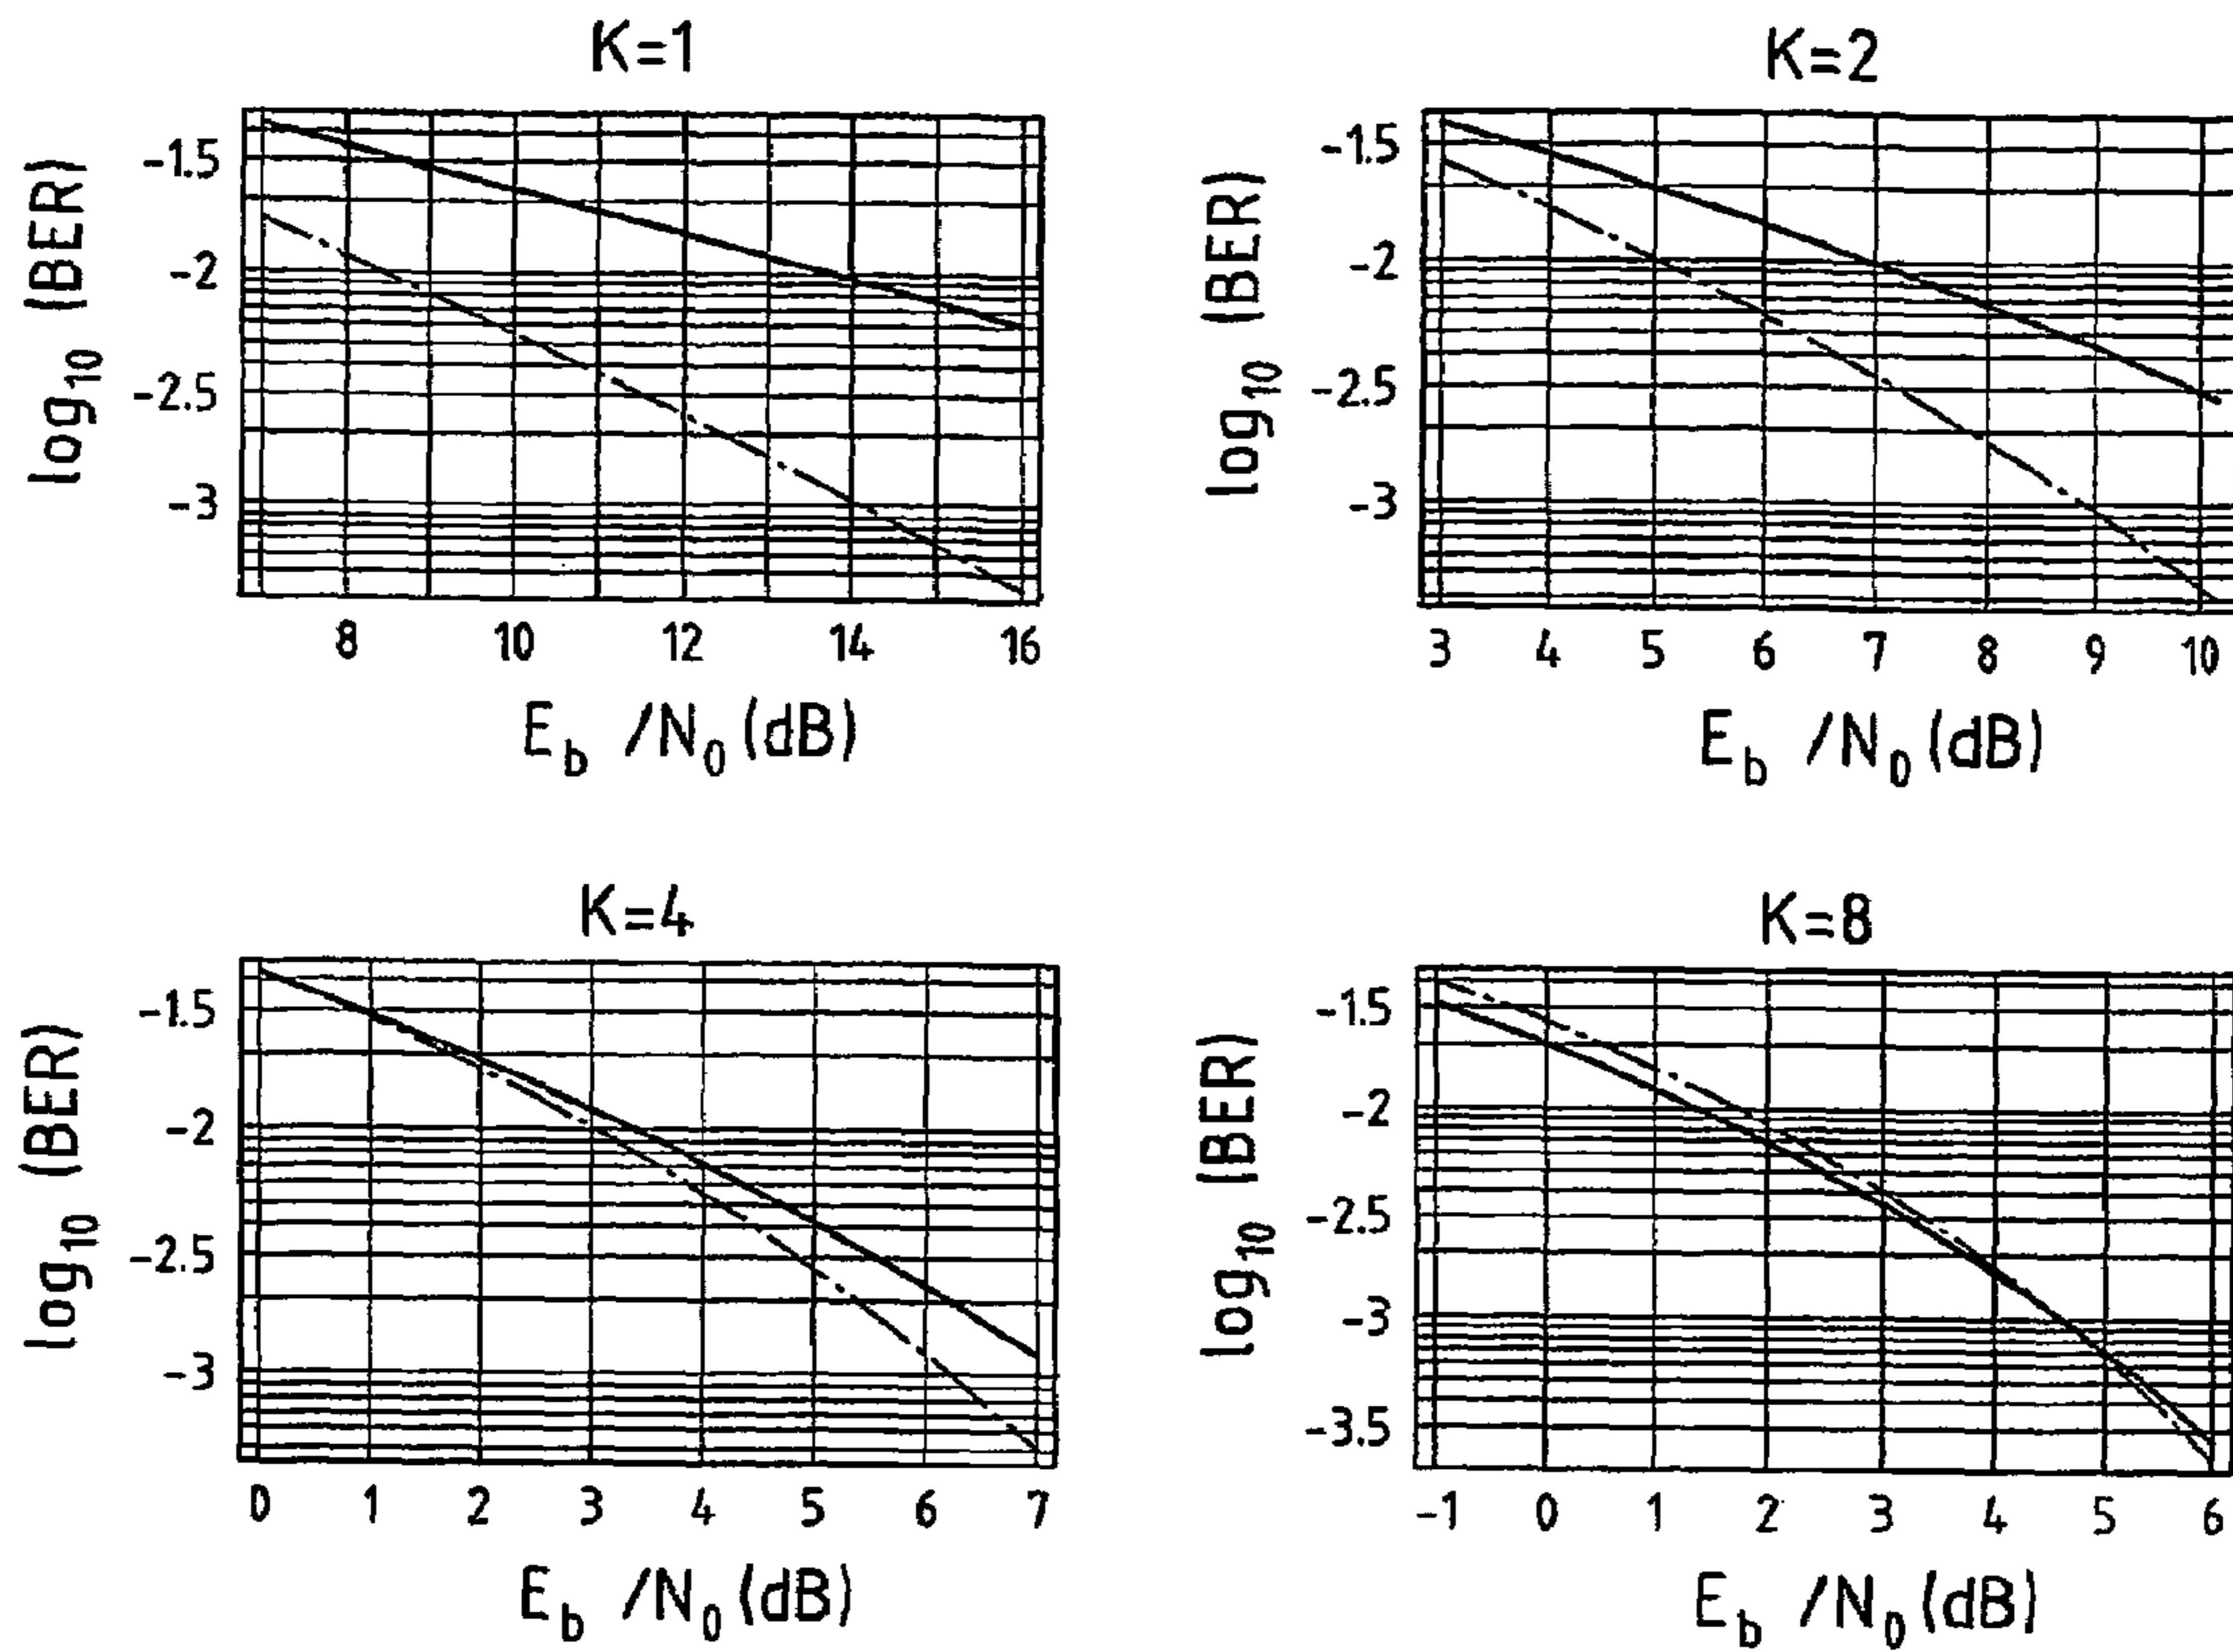 K=1
log10 (BER)
-1.5
-2
-2.5
-3
8 10 12 14 16
Eb /N0 (dB)
K=2
log10 (BER)
-1.5
-2
-2.5
-3
3 4 5 6 7 8 9 10
Eb /N0 (dB)
K=4
log10 (BER)
-1.5
-2
-2.5
-3
0 1 2 3 4 5 6 7
Eb /N0 (dB)
K=8
log10 (BER)
-1.5
-2
-2.5
-3
-3.5
-1 0 1 2 3 4 5 6
Eb /N0 (dB)